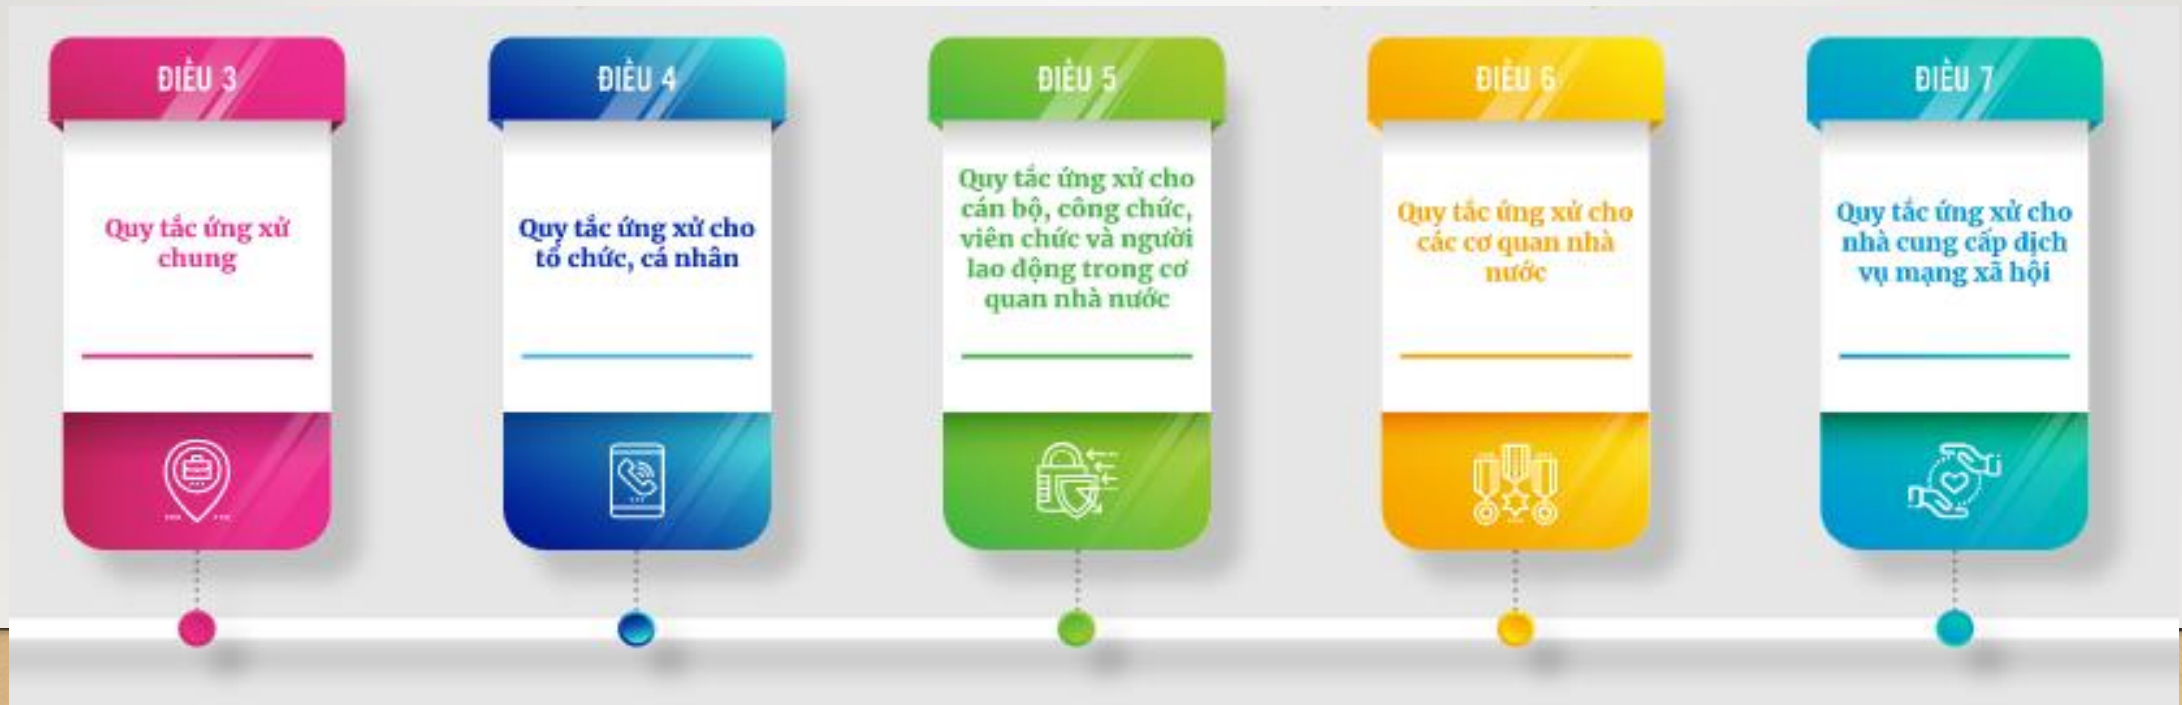 ĐIỀU 3
Quy tắc ứng xử
chung
ĐIỀU 4
Quy tắc ứng xử cho
tổ chức, cá nhân
ĐIỀU 5
Quy tắc ứng xử cho
cán bộ, công chức,
viên chức và người
lao động trong cơ
quan nhà nước
ĐIỀU 6
Quy tắc ứng xử cho
các cơ quan nhà
nước
ĐIỀU 7
Quy tắc ứng xử cho
nhà cung cấp dịch
vụ mạng xã hội